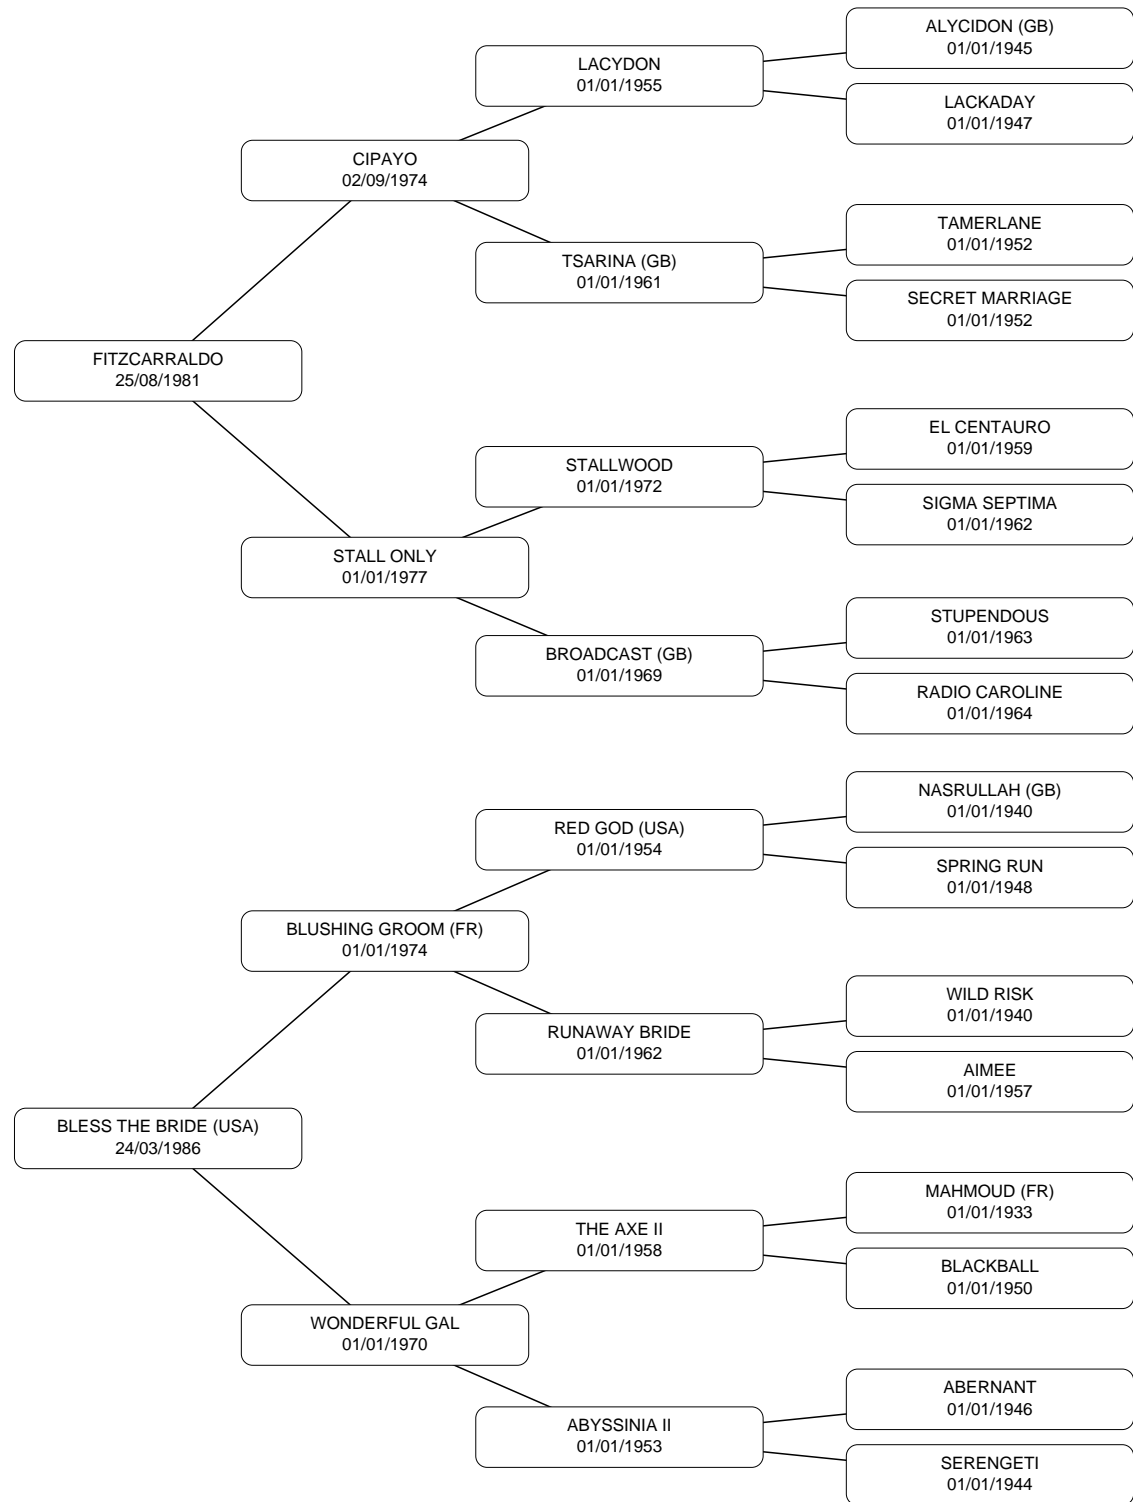 ALYCIDON (GB)
01/01/1945
LACYDON
01/01/1955
LACKADAY
01/01/1947
CIPAYO
02/09/1974
TAMERLANE
01/01/1952
TSARINA (GB)
01/01/1961
SECRET MARRIAGE
01/01/1952
FITZCARRALDO
25/08/1981
EL CENTAURO
01/01/1959
STALLWOOD
01/01/1972
SIGMA SEPTIMA
01/01/1962
STALL ONLY
01/01/1977
STUPENDOUS
01/01/1963
BROADCAST (GB)
01/01/1969
RADIO CAROLINE
01/01/1964
NASRULLAH (GB)
01/01/1940
RED GOD (USA)
01/01/1954
SPRING RUN
01/01/1948
BLUSHING GROOM (FR)
01/01/1974
WILD RISK
01/01/1940
RUNAWAY BRIDE
01/01/1962
AIMEE
01/01/1957
BLESS THE BRIDE (USA)
24/03/1986
MAHMOUD (FR)
01/01/1933
THE AXE II
01/01/1958
BLACKBALL
01/01/1950
WONDERFUL GAL
01/01/1970
ABERNANT
01/01/1946
ABYSSINIA II
01/01/1953
SERENGETI
01/01/1944